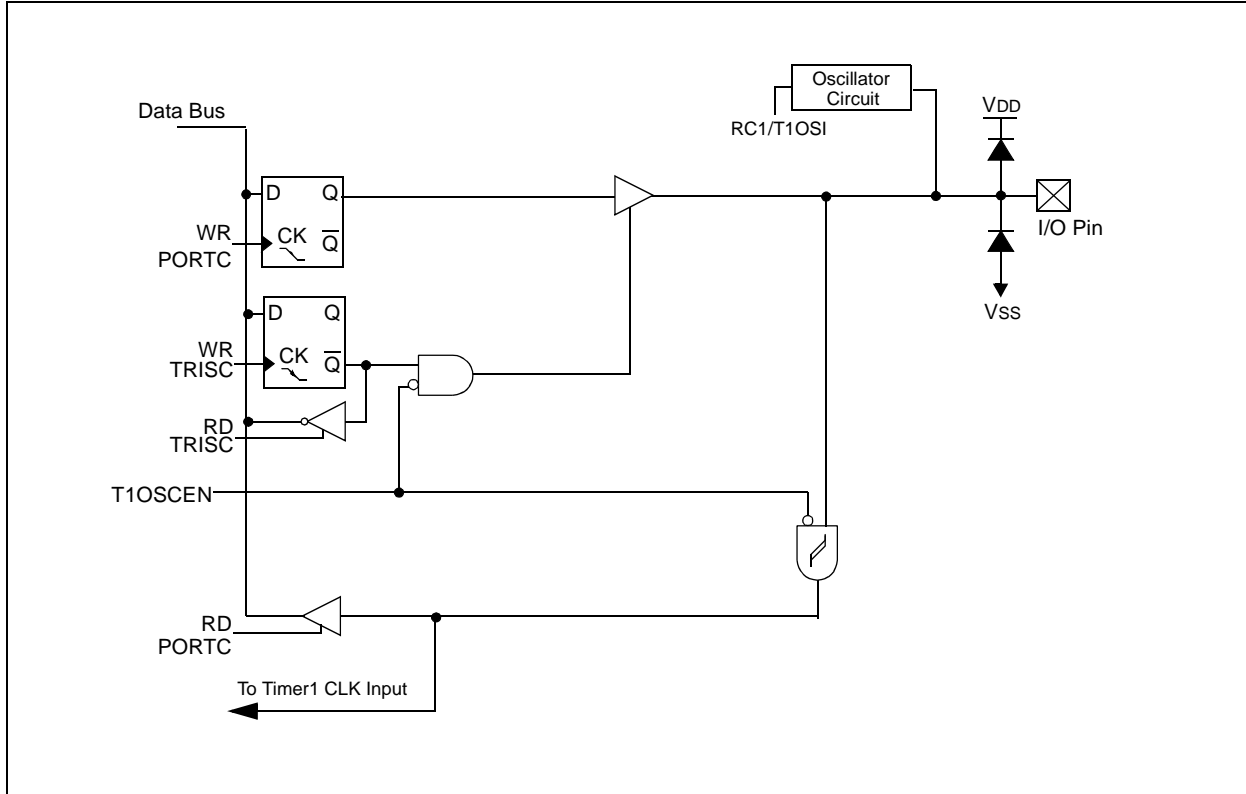 Oscillator
Circuit
RC1/T1OSI
VDD
Data Bus
D Q
CK Q̅
WR
PORTC
I/O Pin
VSS
D Q
CK Q̅
WR
TRISC
RD
TRISC
T1OSCEN
RD
PORTC
To Timer1 CLK Input